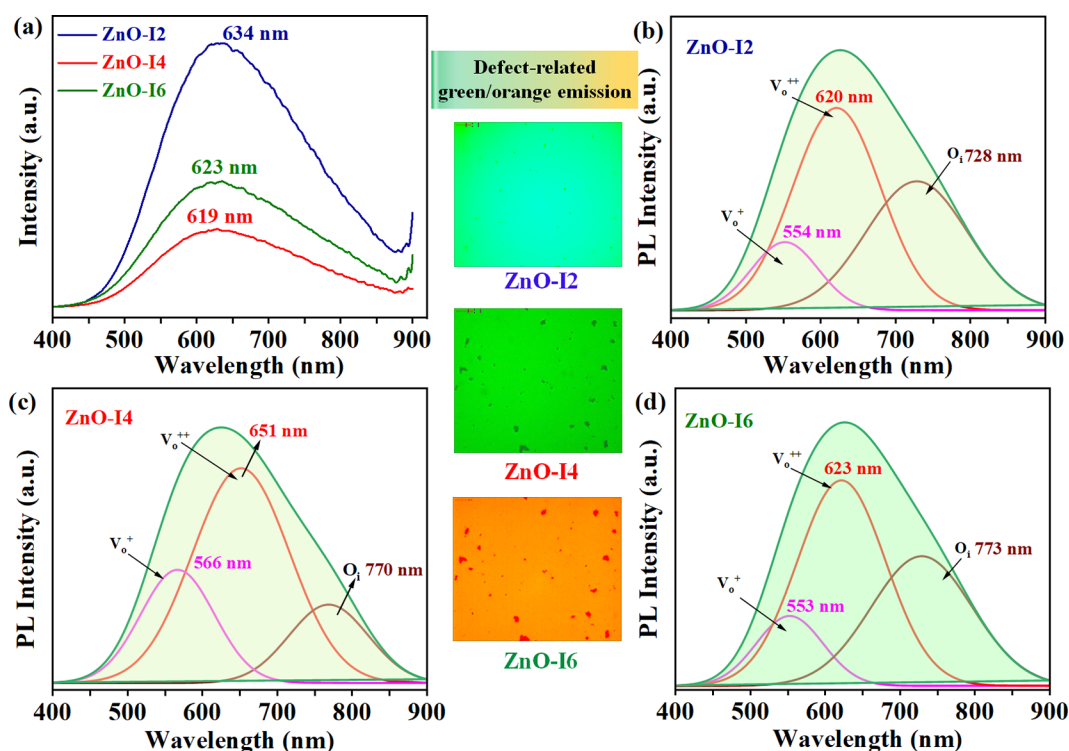 (a)
ZnO-I2
ZnO-I4
ZnO-I6
634 nm
623 nm
619 nm
Intensity (a.u.)
400 500 600 700 800 900
Wavelength (nm)
Defect-related
green/orange emission
ZnO-I2
ZnO-I4
ZnO-I6
(b)
ZnO-I2
Vo++
620 nm
Oi 728 nm
Vo+
554 nm
PL Intensity (a.u.)
400 500 600 700 800 900
Wavelength (nm)
(c)
ZnO-I4
651 nm
Vo++
Vo+
566 nm
Oi 770 nm
PL Intensity (a.u.)
400 500 600 700 800 900
Wavelength (nm)
(d)
ZnO-I6
Vo++
623 nm
Oi 773 nm
Vo+
553 nm
PL Intensity (a.u.)
400 500 600 700 800 900
Wavelength (nm)